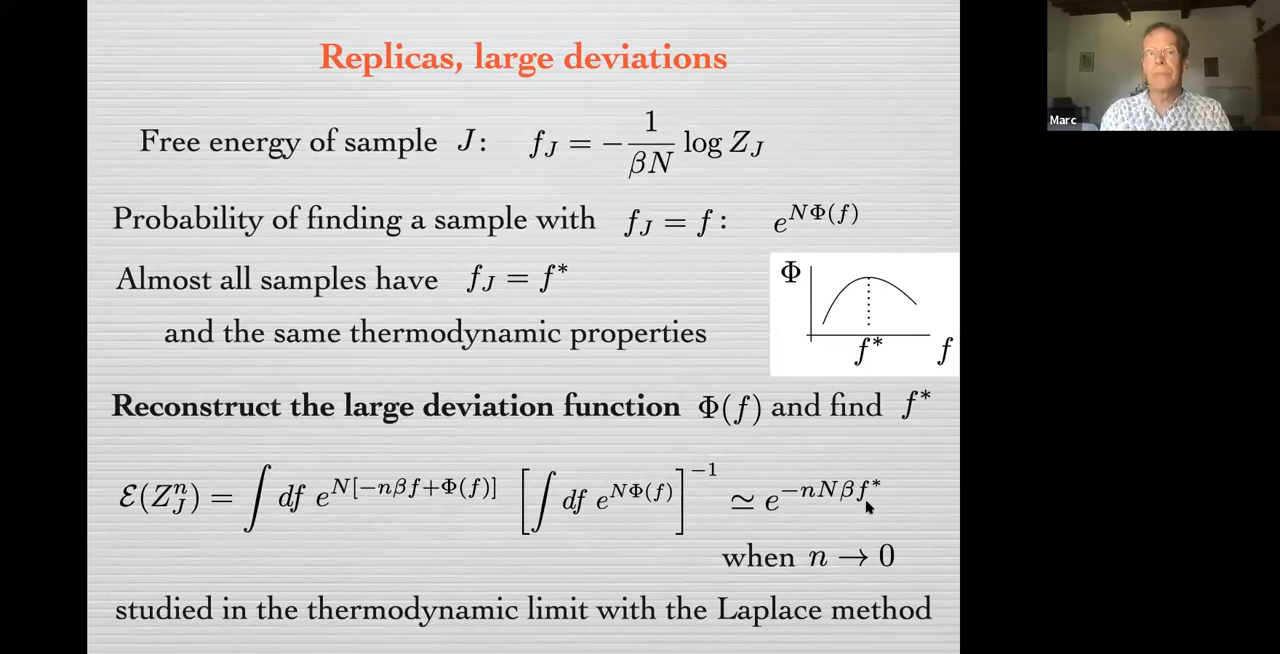 Replicas, large deviations
Marc
Free energy of sample J: f_J = -\frac{1}{βN} log Z_J
Probability of finding a sample with f_J = f: e^{NΦ(f)}
Almost all samples have f_J = f*
and the same thermodynamic properties
Φ
f* f
Reconstruct the large deviation function Φ(f) and find f*
ℰ(Z_J^n) = ∫ df e^{N[-nβf+Φ(f)]} [∫ df e^{NΦ(f)}]^{-1} ≃ e^{-nNβf*}
when n → 0
studied in the thermodynamic limit with the Laplace method